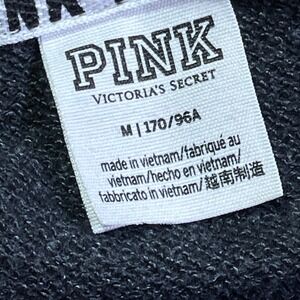 NK
PINK
VICTORIA'S SECRET
M | 170/96A
made in vietnam/fabriqué au
vietnam/hecho en vietnam/
fabbricato in vietnam/越南制造